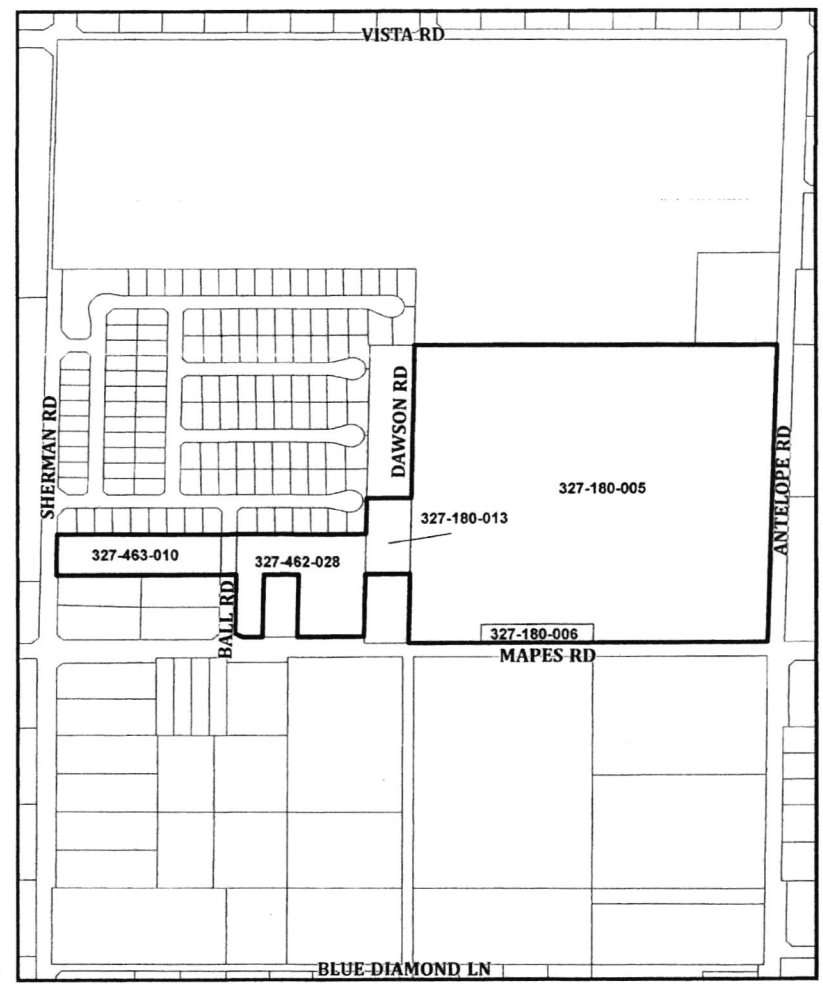 VISTA RD
DAWSON RD
SHERMAN RD
ANTELOPE RD
327-180-005
327-180-013
327-463-010
327-462-028
BALL RD
327-180-006
MAPES RD
BLUE DIAMOND LN